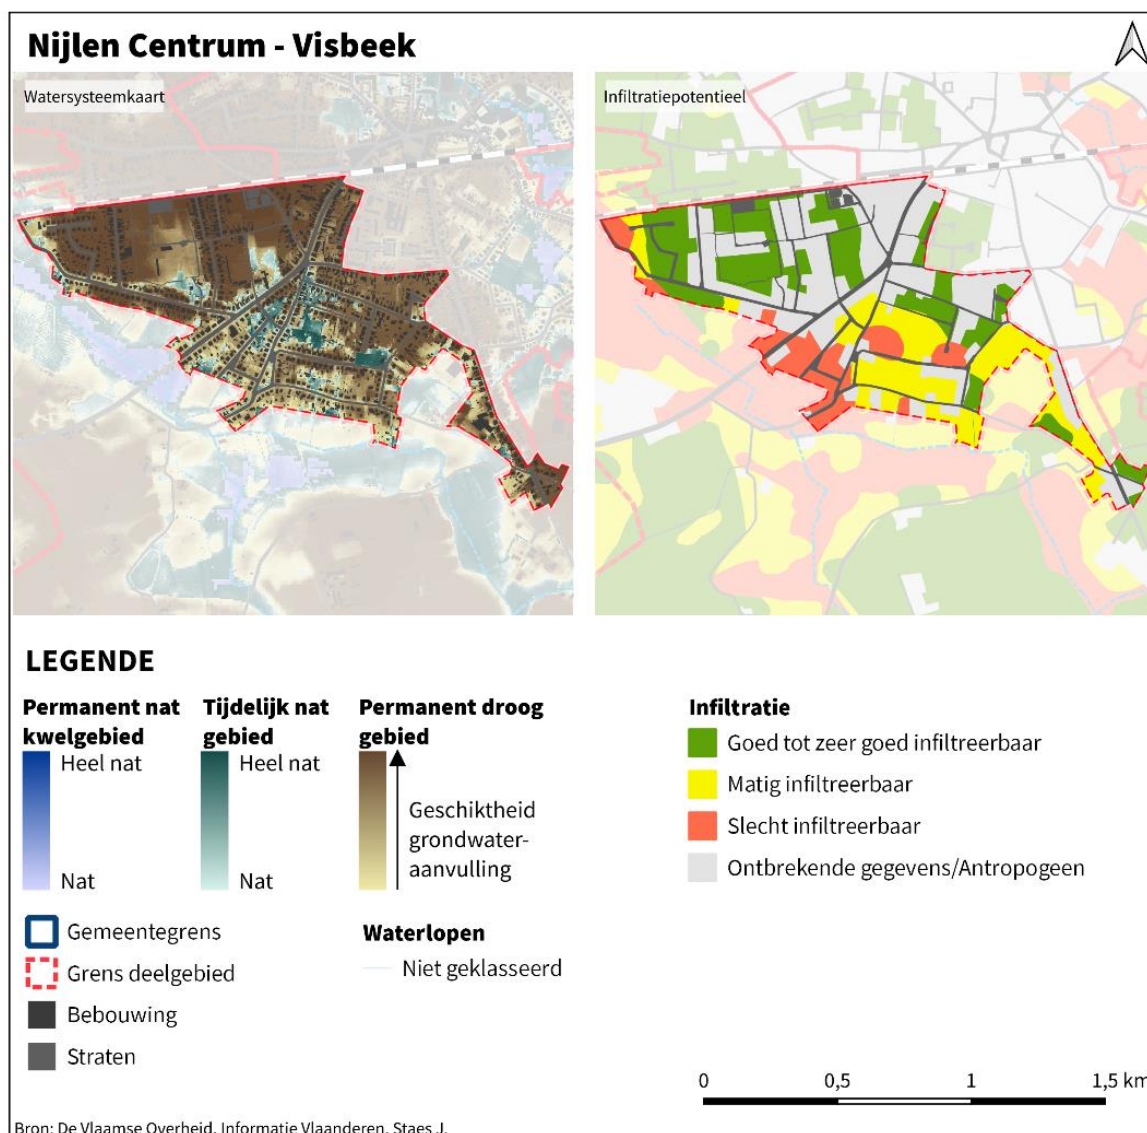 Nijlen Centrum - Visbeek
Watersysteemkaart
Infiltratiepotentieel
LEGENDE
Permanent nat
kwelgebied
Heel nat
Nat
Tijdelijk nat
gebied
Heel nat
Nat
Permanent droog
gebied
Geschiktheid
grondwater-
aanvulling
Gemeentegrens
Grens deelgebied
Bebouwing
Straten
Waterlopen
Niet geklasseerd
Infiltratie
Goed tot zeer goed infiltreerbaar
Matig infiltreerbaar
Slecht infiltreerbaar
Ontbrekende gegevens/Antropogeen
0 0,5 1 1,5 km
Bron: De Vlaamse Overheid, Informatie Vlaanderen, Staes J.